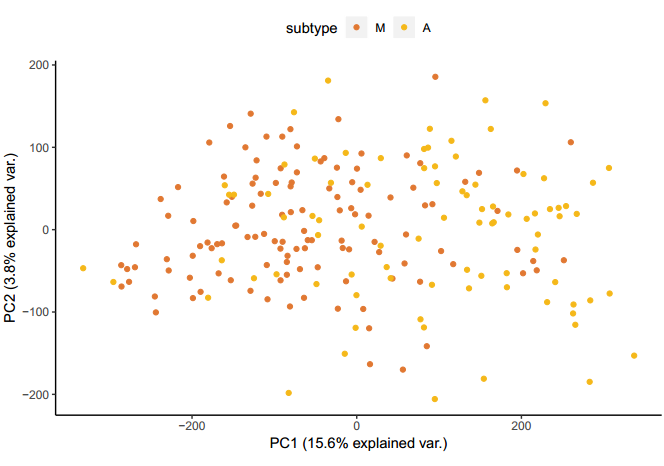 subtype M A
200
100
0
−100
−200
PC2 (3.8% explained var.)
−200 0 200
PC1 (15.6% explained var.)